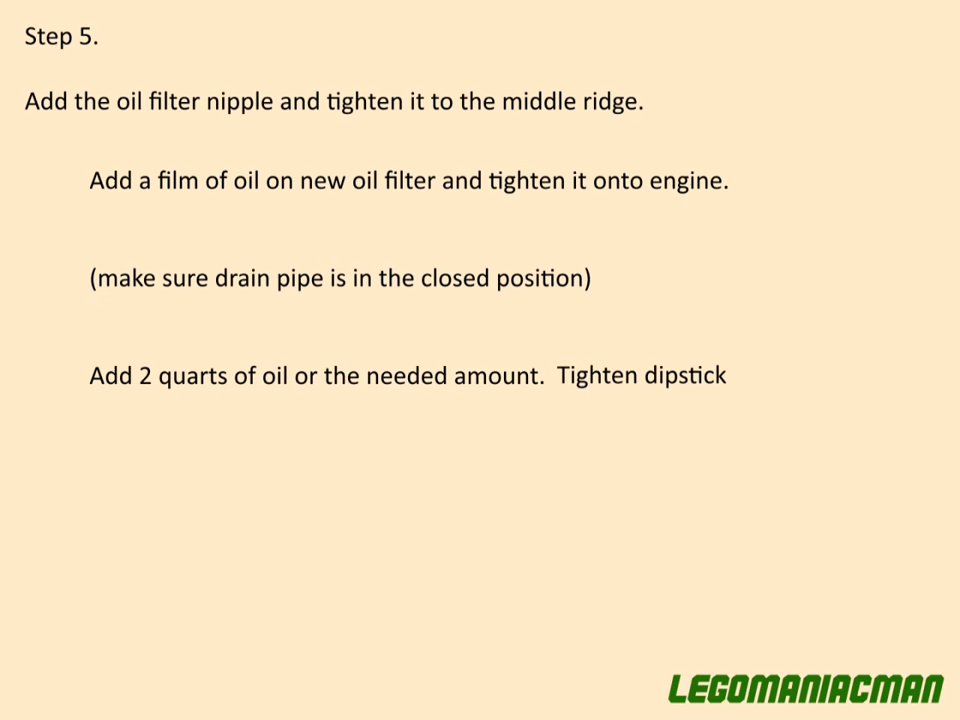 Step 5.
Add the oil filter nipple and tighten it to the middle ridge.
Add a film of oil on new oil filter and tighten it onto engine.
(make sure drain pipe is in the closed position)
Add 2 quarts of oil or the needed amount.  Tighten dipstick
LEGOMANIACMAN